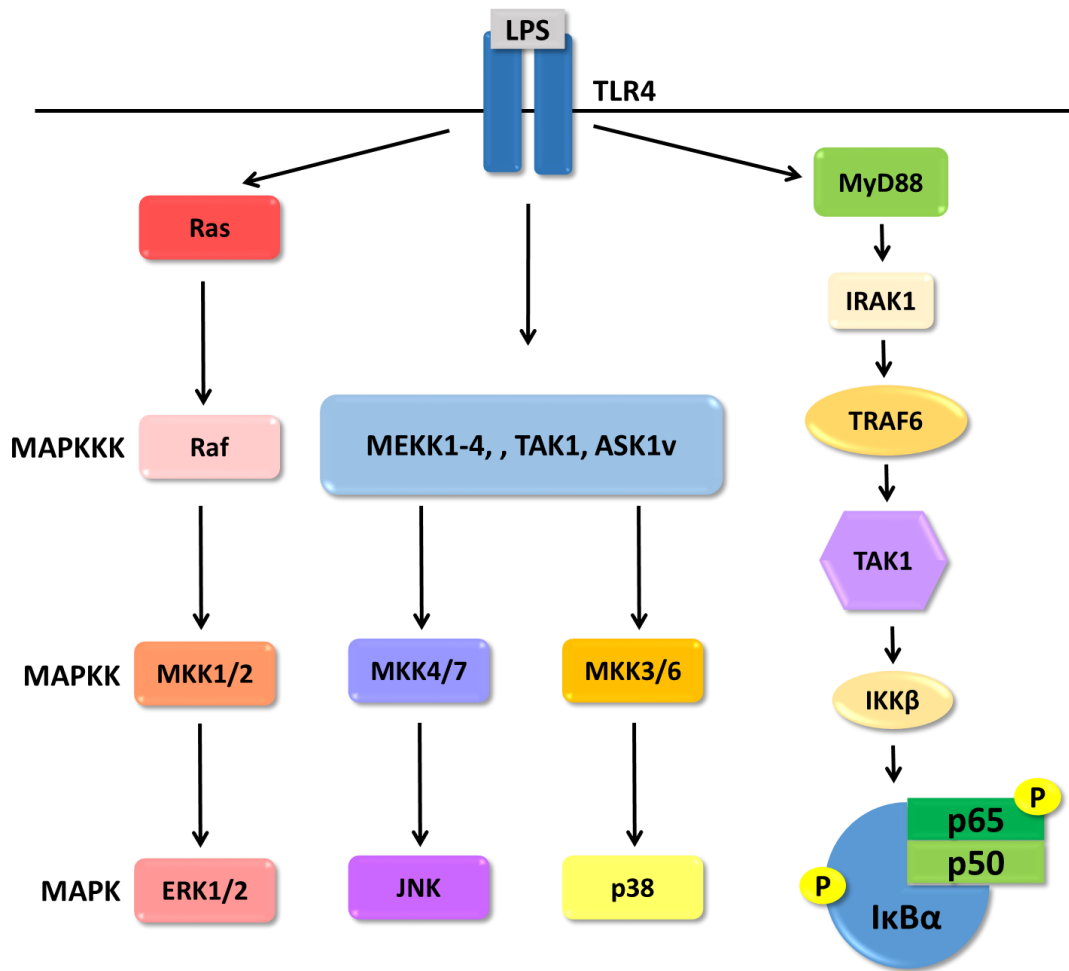 LPS
TLR4
MyD88
Ras
IRAK1
TRAF6
MAPKKK
Raf
MEKK1-4, , TAK1, ASK1v
TAK1
MAPKK
MKK1/2
MKK4/7
MKK3/6
IKKβ
P
p65
p50
MAPK
ERK1/2
JNK
p38
P
IκBα